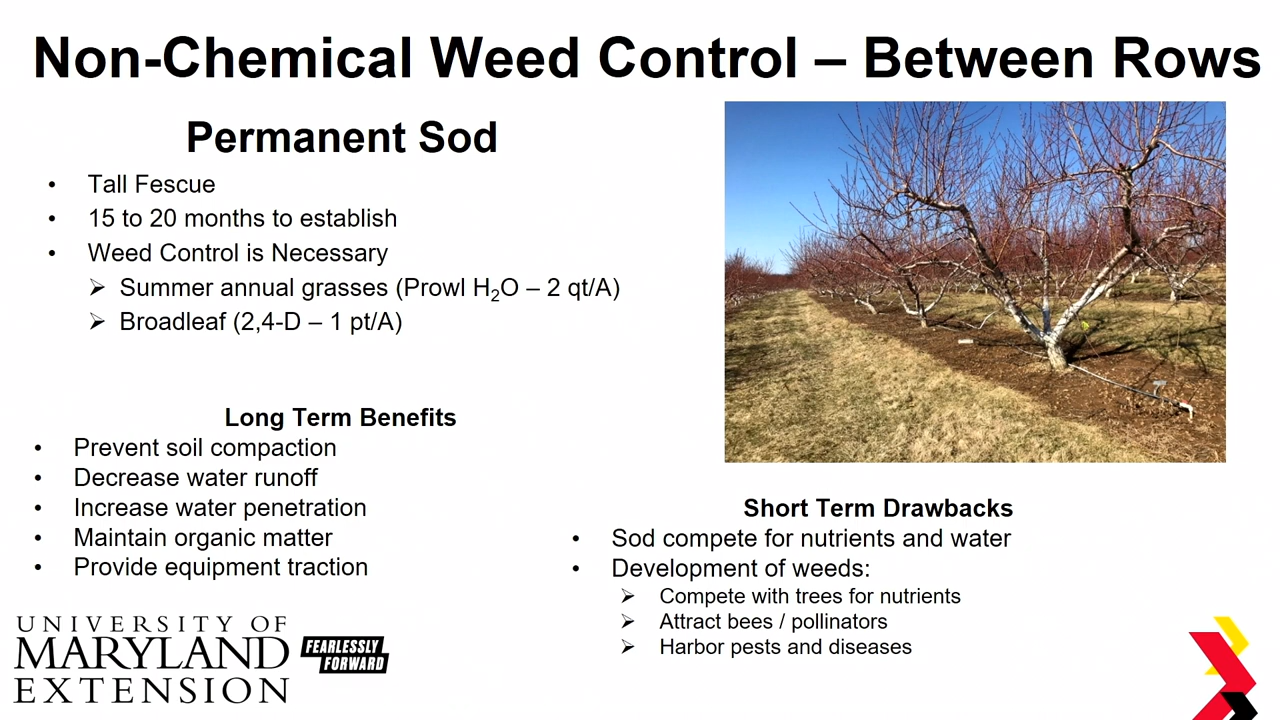 Non-Chemical Weed Control – Between Rows
Permanent Sod
• Tall Fescue
• 15 to 20 months to establish
• Weed Control is Necessary
➢ Summer annual grasses (Prowl H₂O – 2 qt/A)
➢ Broadleaf (2,4-D – 1 pt/A)
Long Term Benefits
• Prevent soil compaction
• Decrease water runoff
• Increase water penetration
• Maintain organic matter
• Provide equipment traction
Short Term Drawbacks
• Sod compete for nutrients and water
• Development of weeds:
➢ Compete with trees for nutrients
➢ Attract bees / pollinators
➢ Harbor pests and diseases
UNIVERSITY OF
MARYLAND
EXTENSION
FEARLESSLY
FORWARD